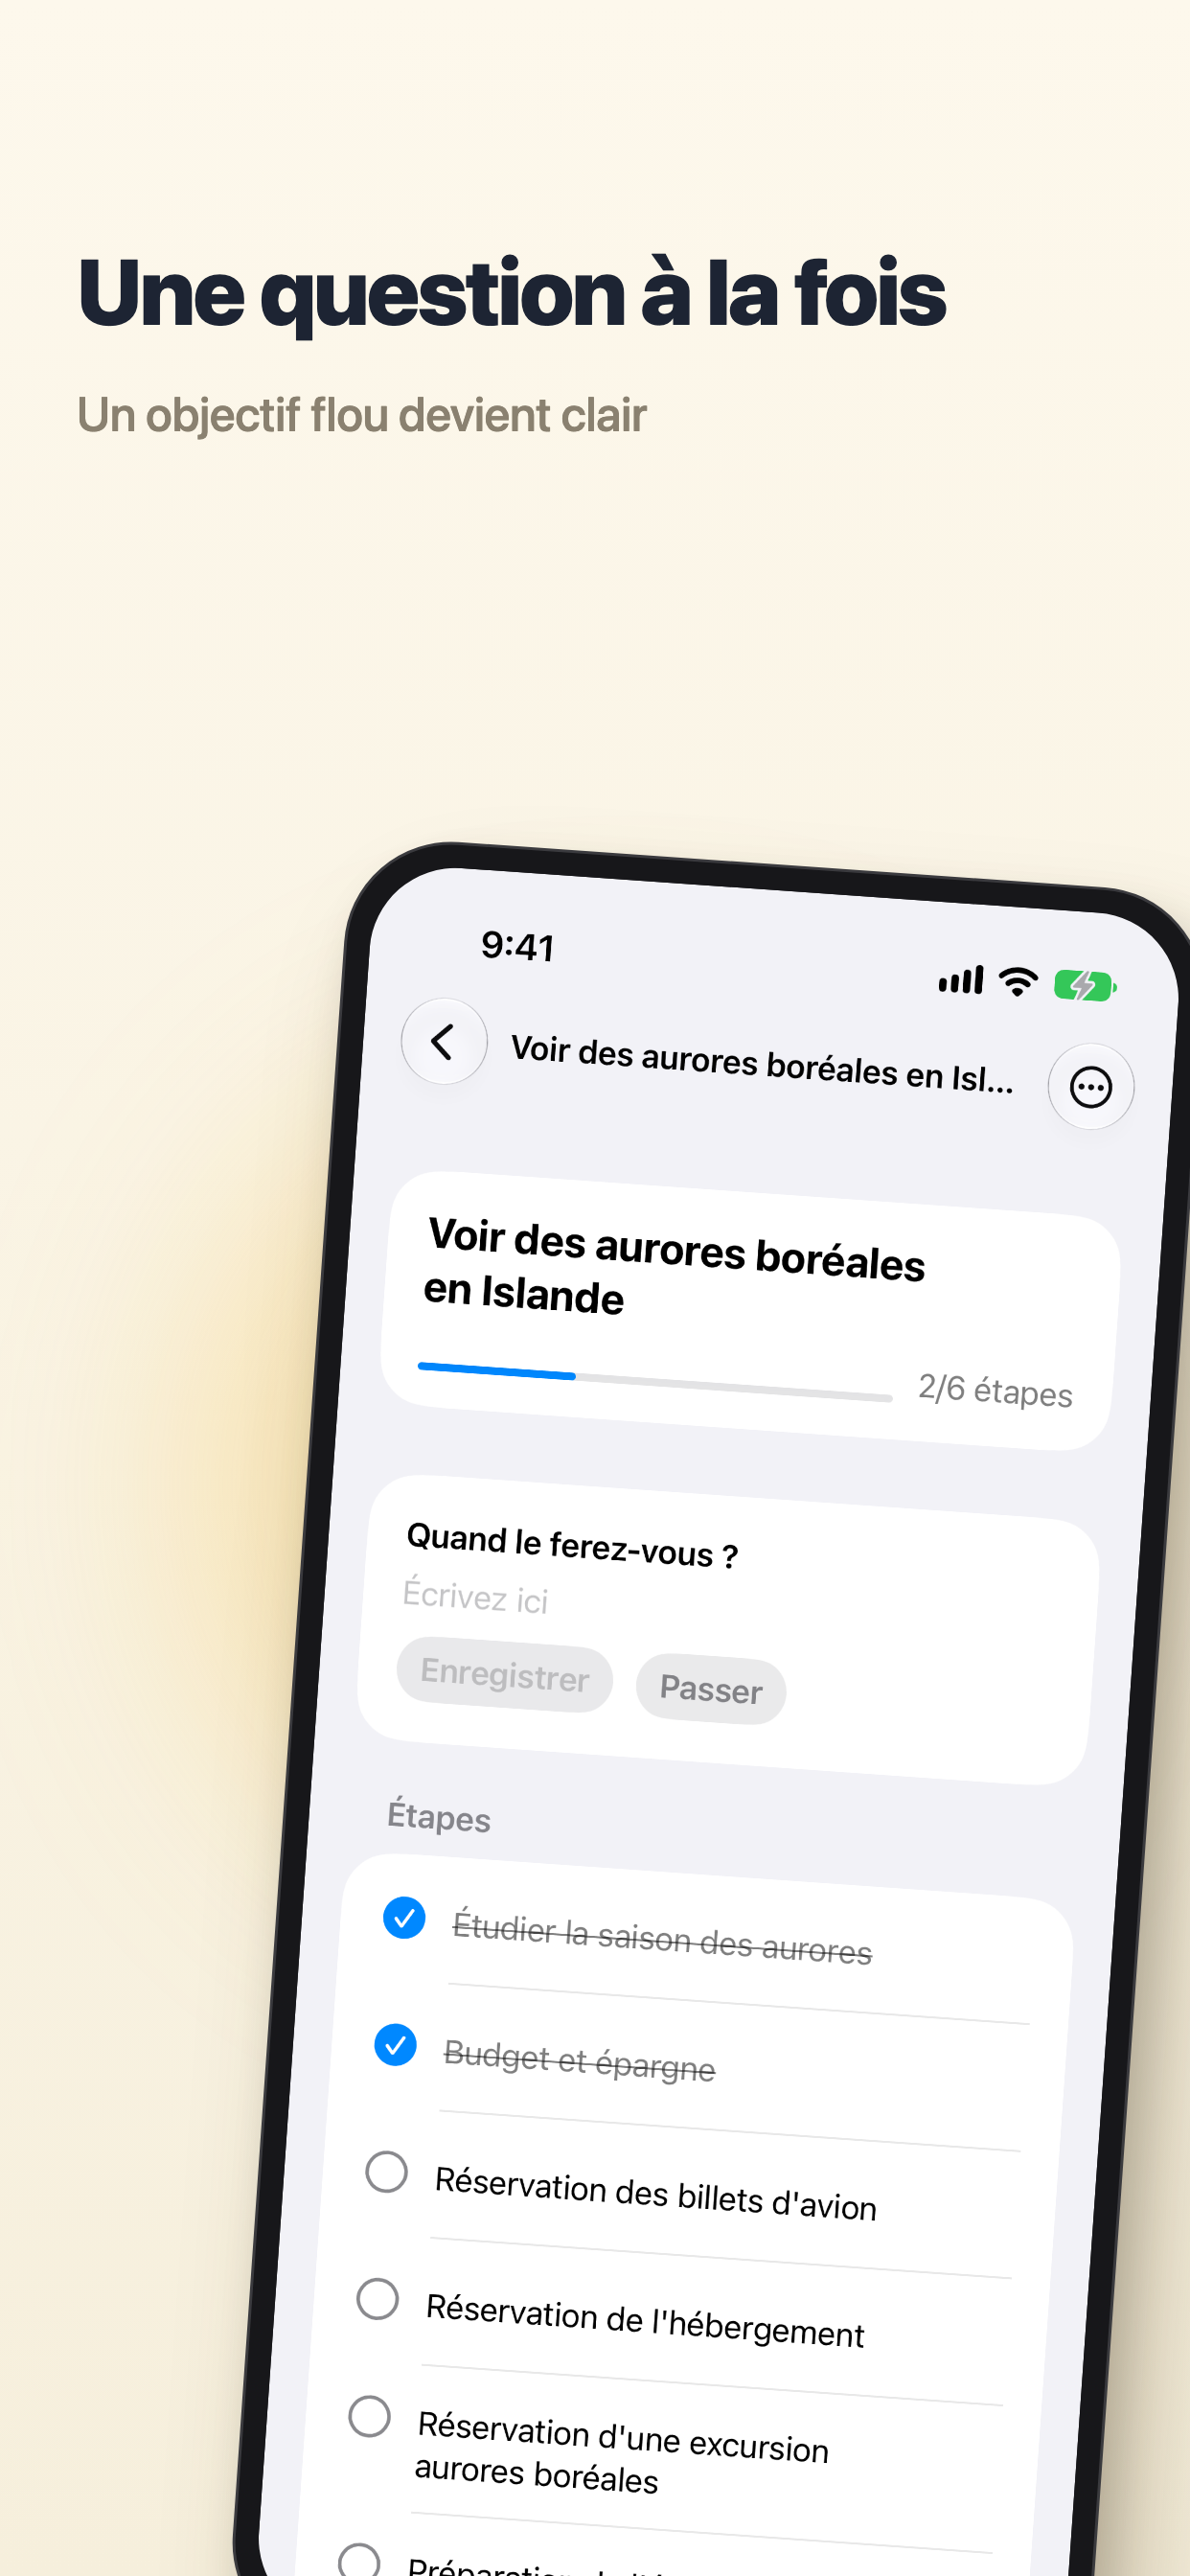 Une question à la fois
Un objectif flou devient clair
9:41
Voir des aurores boréales en Isl...
Voir des aurores boréales
en Islande
2/6 étapes
Quand le ferez-vous ?
Écrivez ici
Enregistrer
Passer
Étapes
Étudier la saison des aurores
Budget et épargne
Réservation des billets d'avion
Réservation de l'hébergement
Réservation d'une excursion
aurores boréales